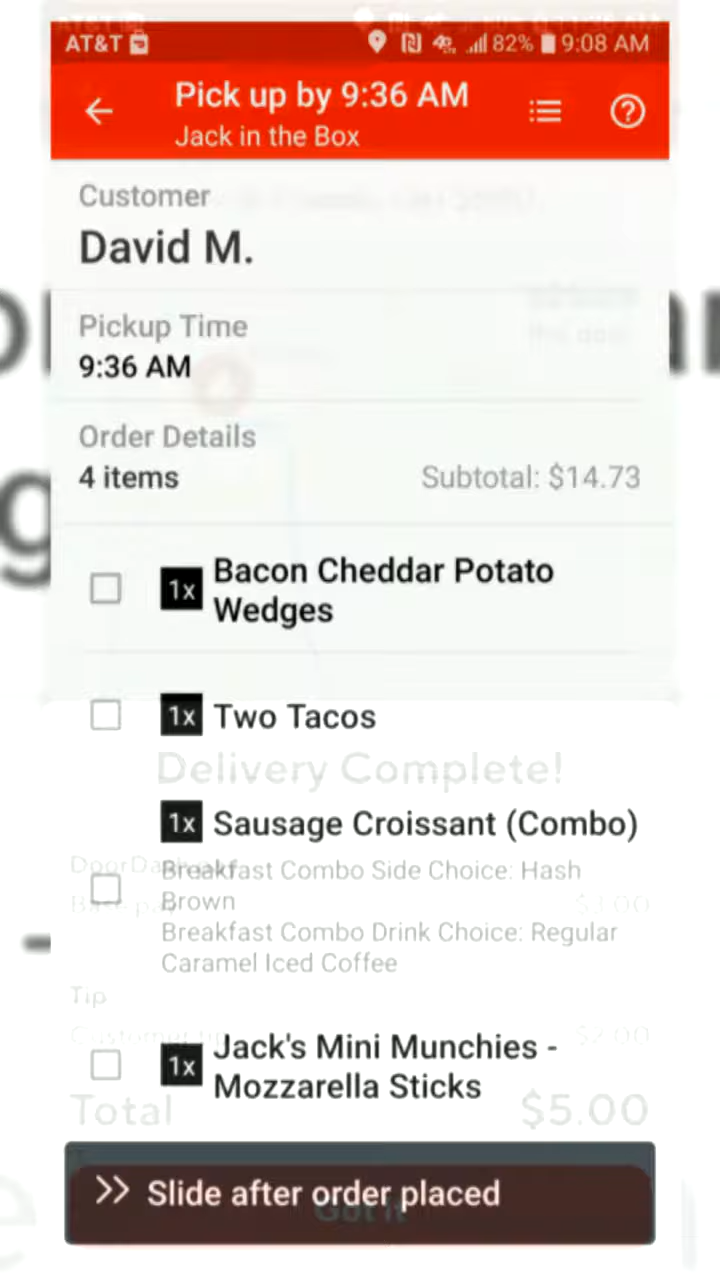 AT&T 82% 9:08 AM
Pick up by 9:36 AM
Jack in the Box
Customer
David M.
Pickup Time
9:36 AM
Order Details
4 items Subtotal: $14.73
1x Bacon Cheddar Potato
Wedges
1x Two Tacos
Delivery Complete!
1x Sausage Croissant (Combo)
Breakfast Combo Side Choice: Hash
Brown
Breakfast Combo Drink Choice: Regular
Caramel Iced Coffee
Tip
1x Jack's Mini Munchies -
Mozzarella Sticks
Total $5.00
>> Slide after order placed